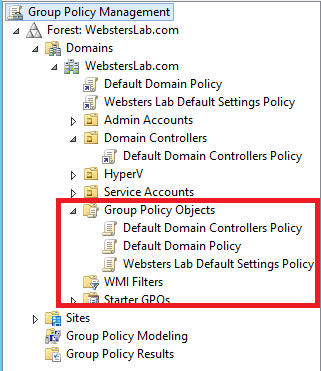 Group Policy Management
Forest: WebstersLab.com
Domains
WebstersLab.com
Default Domain Policy
Websters Lab Default Settings Policy
Admin Accounts
Domain Controllers
Default Domain Controllers Policy
HyperV
Service Accounts
Group Policy Objects
Default Domain Controllers Policy
Default Domain Policy
Websters Lab Default Settings Policy
WMI Filters
Starter GPOs
Sites
Group Policy Modeling
Group Policy Results